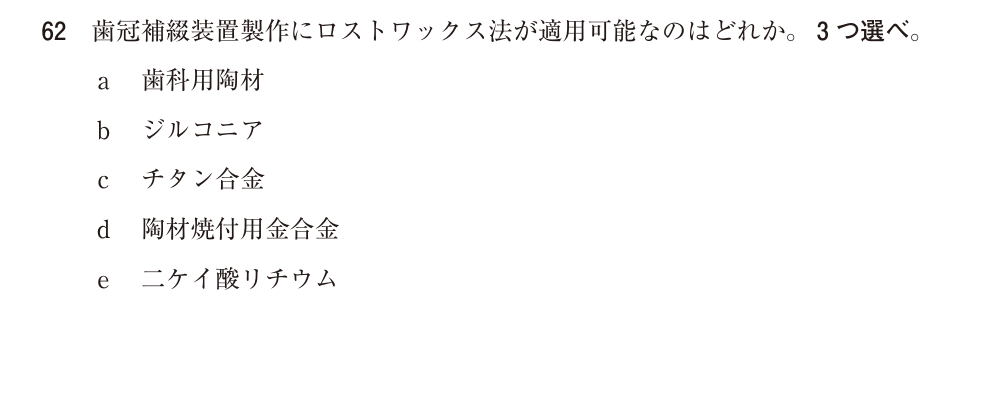 62 歯冠補綴装置製作にロストワックス法が適用可能なのはどれか。3つ選べ。
a 歯科用陶材
b ジルコニア
c チタン合金
d 陶材焼付用金合金
e 二ケイ酸リチウム